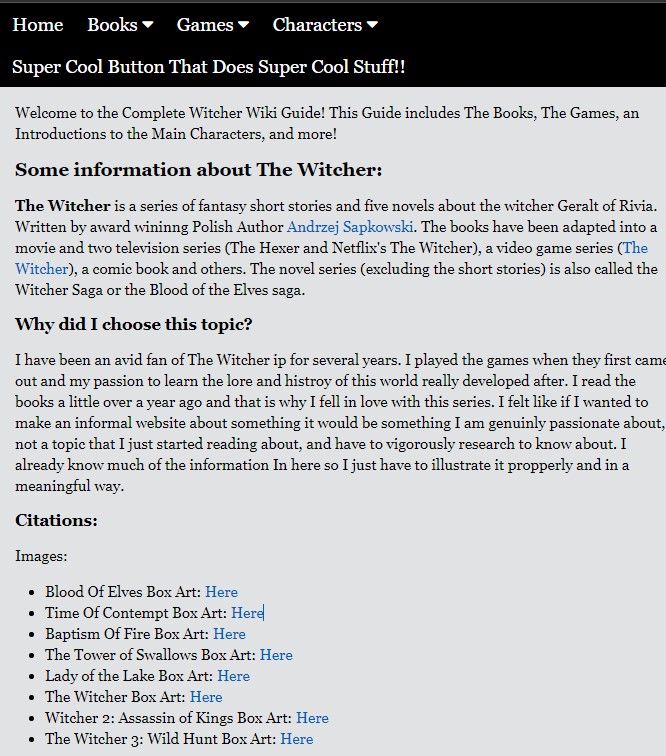 Home Books Games Characters
Super Cool Button That Does Super Cool Stuff!!
Welcome to the Complete Witcher Wiki Guide! This Guide includes The Books, The Games, an
Introductions to the Main Characters, and more!
Some information about The Witcher:
The Witcher is a series of fantasy short stories and five novels about the witcher Geralt of Rivia.
Written by award wininng Polish Author Andrzej Sapkowski. The books have been adapted into a
movie and two television series (The Hexer and Netflix's The Witcher), a video game series (The
Witcher), a comic book and others. The novel series (excluding the short stories) is also called the
Witcher Saga or the Blood of the Elves saga.
Why did I choose this topic?
I have been an avid fan of The Witcher ip for several years. I played the games when they first came
out and my passion to learn the lore and histroy of this world really developed after. I read the
books a little over a year ago and that is why I fell in love with this series. I felt like if I wanted to
make an informal website about something it would be something I am genuinly passionate about,
not a topic that I just started reading about, and have to vigorously research to know about. I
already know much of the information In here so I just have to illustrate it propperly and in a
meaningful way.
Citations:
Images:
• Blood Of Elves Box Art: Here
• Time Of Contempt Box Art: Here
• Baptism Of Fire Box Art: Here
• The Tower of Swallows Box Art: Here
• Lady of the Lake Box Art: Here
• The Witcher Box Art: Here
• Witcher 2: Assassin of Kings Box Art: Here
• The Witcher 3: Wild Hunt Box Art: Here